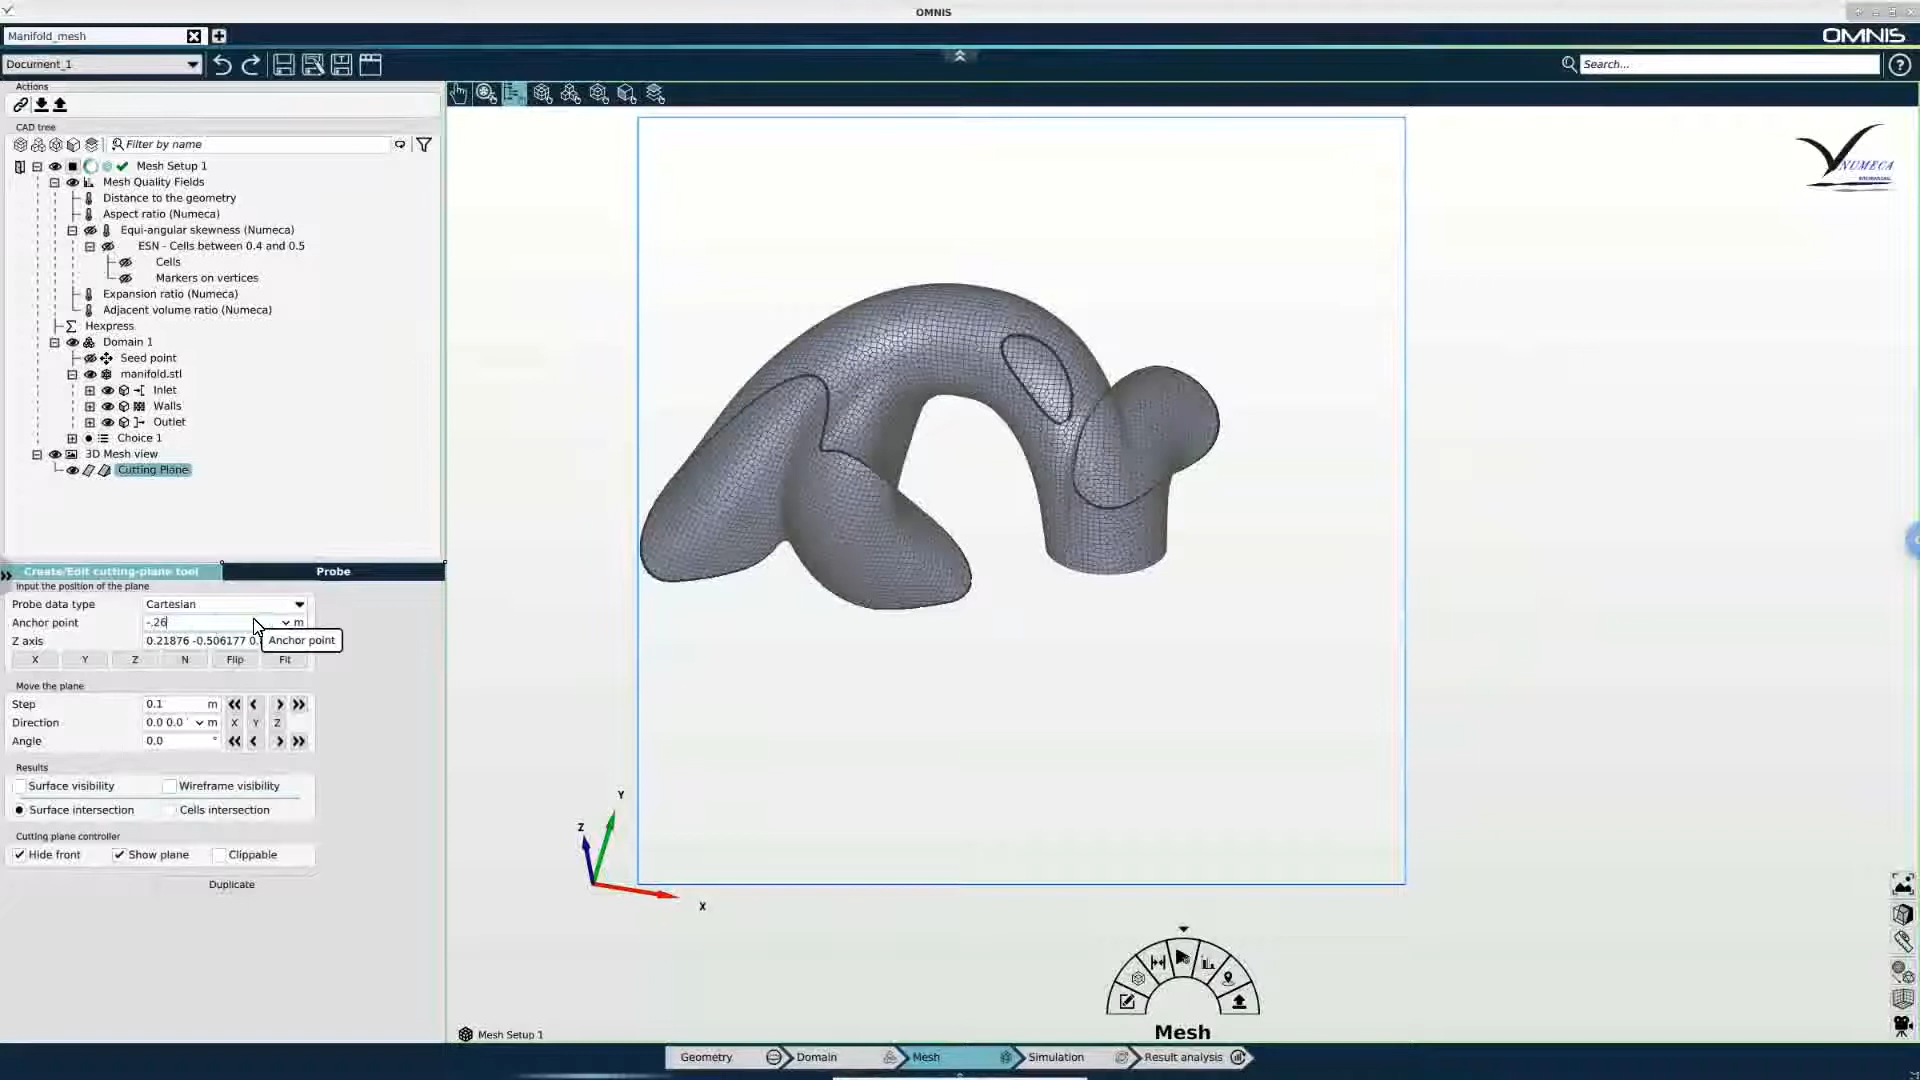 OMNIS
Manifold_mesh
OMNIS
Document_1
Search...
?
Actions
CAD tree
Filter by name
Mesh Setup 1
Mesh Quality Fields
Distance to the geometry
Aspect ratio (Numeca)
Equi-angular skewness (Numeca)
ESN - Cells between 0.4 and 0.5
Cells
Markers on vertices
Expansion ratio (Numeca)
Adjacent volume ratio (Numeca)
Hexpress
Domain 1
Seed point
manifold.stl
Inlet
Walls
Outlet
Choice 1
3D Mesh view
Cutting Plane
NUMECA
Create/Edit cutting-plane tool
Probe
Input the position of the plane
Probe data type Cartesian
Anchor point -.26 m
Z axis 0.21876 -0.506177
Anchor point
X Y Z N Flip Fit
Move the plane
Step 0.1 m
Direction 0.0 0.0 m X Y Z
Angle 0.0 °
Results
Surface visibility Wireframe visibility
Surface intersection Cells intersection
Cutting plane controller
Hide front Show plane Clippable
Duplicate
Y
Z
X
Mesh
Mesh Setup 1
Geometry Domain Mesh Simulation Result analysis